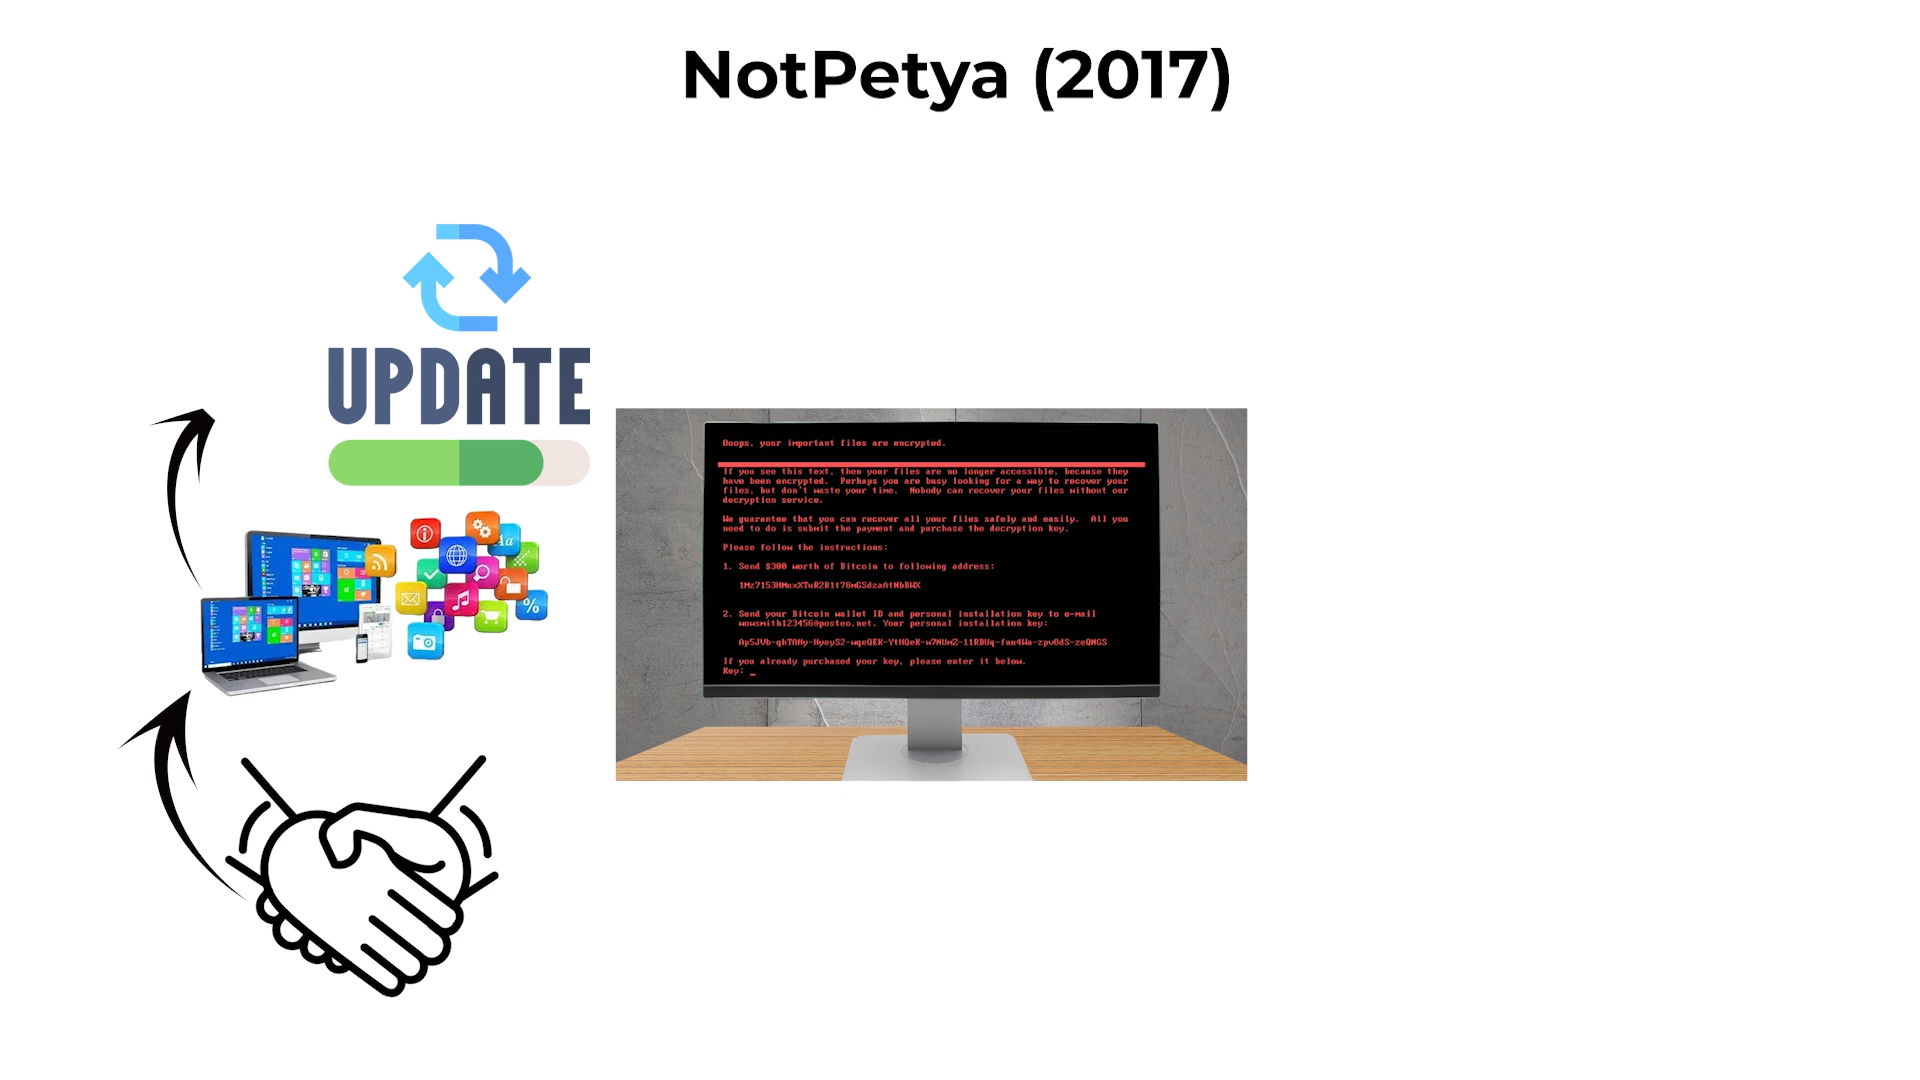 NotPetya (2017)
UPDATE
Ooops, your important files are encrypted.
If you see this text, then your files are no longer accessible, because they
have been encrypted. Perhaps you are busy looking for a way to recover your
files, but don't waste your time. Nobody can recover your files without our
decryption service.
We guarantee that you can recover all your files safely and easily. All you
need to do is submit the payment and purchase the decryption key.
Please follow the instructions:
1. Send $300 worth of Bitcoin to following address:
1Mz7153HMuxXTuR2R1t78mGSdzaAtNbBWX
2. Send your Bitcoin wallet ID and personal installation key to e-mail
wowsmith123456@posteo.net. Your personal installation key:
If you already purchased your key, please enter it below.
Key: _
Aa
%